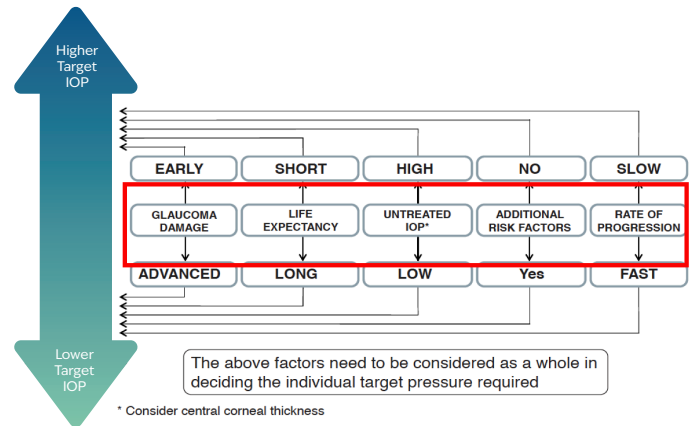 Higher
Target
IOP
EARLY SHORT HIGH NO SLOW
GLAUCOMA
DAMAGE
LIFE
EXPECTANCY
UNTREATED
IOP*
ADDITIONAL
RISK FACTORS
RATE OF
PROGRESSION
ADVANCED LONG LOW Yes FAST
Lower
Target
IOP
The above factors need to be considered as a whole in
deciding the individual target pressure required
* Consider central corneal thickness